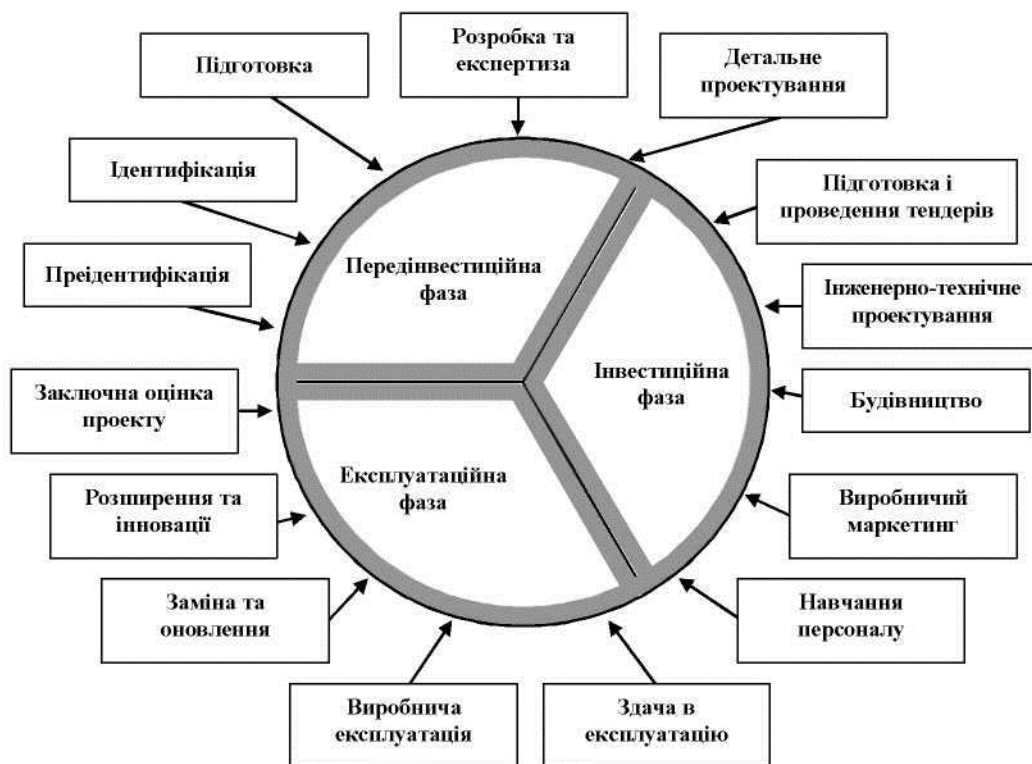 Розробка та
експертиза
Детальне
проектування
Підготовка
Ідентифікація
Підготовка і
проведення тендерів
Преідентифікація
Передінвестиційна
фаза
Інженерно-технічне
проектування
Інвестиційна
фаза
Заключна оцінка
проекту
Будівництво
Експлуатаційна
фаза
Розширення та
інновації
Виробничий
маркетинг
Заміна та
оновлення
Навчання
персоналу
Виробнича
експлуатація
Здача в
експлуатацію